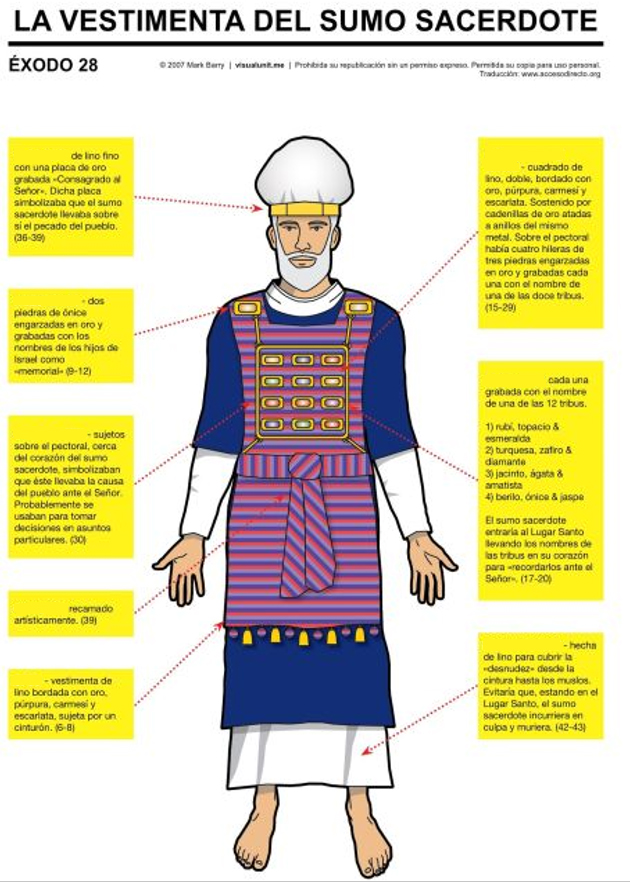 LA VESTIMENTA DEL SUMO SACERDOTE
ÉXODO 28
© 2007 Mark Barry | visualunit.me | Prohibida su republicación sin un permiso expreso. Permitida su copia para uso personal.
Traducción: www.accesodirecto.org
de lino fino
con una placa de oro
grabada «Consagrado al
Señor». Dicha placa
simbolizaba que el sumo
sacerdote llevaba sobre
sí el pecado del pueblo.
(36-39)
- dos
piedras de ónice
engarzadas en oro y
grabadas con los
nombres de los hijos de
Israel como
«memorial» (9-12)
- sujetos
sobre el pectoral, cerca
del corazón del sumo
sacerdote, simbolizaban
que éste llevaba la causa
del pueblo ante el Señor.
Probablemente se
usaban para tomar
decisiones en asuntos
particulares. (30)
recamado
artísticamente. (39)
- vestimenta de
lino bordada con oro,
púrpura, carmesí y
escarlata, sujeta por un
cinturón. (6-8)
- cuadrado de
lino, doble, bordado con
oro, púrpura, carmesí y
escarlata. Sostenido por
cadenillas de oro atadas
a anillos del mismo
metal. Sobre el pectoral
había cuatro hileras de
tres piedras engarzadas
en oro y grabadas cada
una con el nombre de
una de las doce tribus.
(15-29)
cada una
grabada con el nombre
de una de las 12 tribus.
1) rubí, topacio &
esmeralda
2) turquesa, zafiro &
diamante
3) jacinto, ágata &
amatista
4) berilo, ónice & jaspe
El sumo sacerdote
entraría al Lugar Santo
llevando los nombres de
las tribus en su corazón
para «recordarlos ante el
Señor». (17-20)
- hecha
de lino para cubrir la
«desnudez» desde la
cintura hasta los muslos.
Evitaría que, estando en el
Lugar Santo, el sumo
sacerdote incurriera en
culpa y muriera. (42-43)